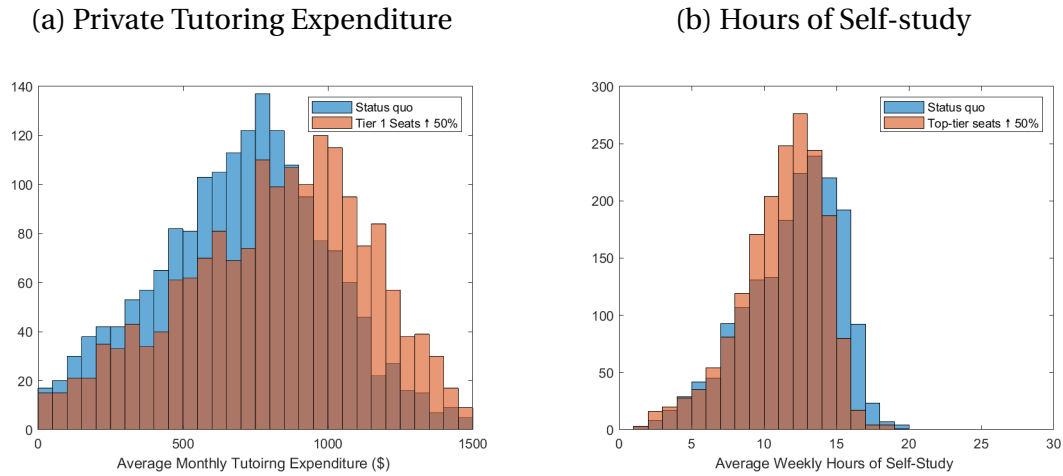 (a) Private Tutoring Expenditure
140
120
100
80
60
40
20
0
0 500 1000 1500
Status quo
Tier 1 Seats ↑ 50%
Average Monthly Tutoirng Expenditure ($)
(b) Hours of Self-study
300
250
200
150
100
50
0
0 5 10 15 20 25 30
Status quo
Top-tier seats ↑ 50%
Average Weekly Hours of Self-Study